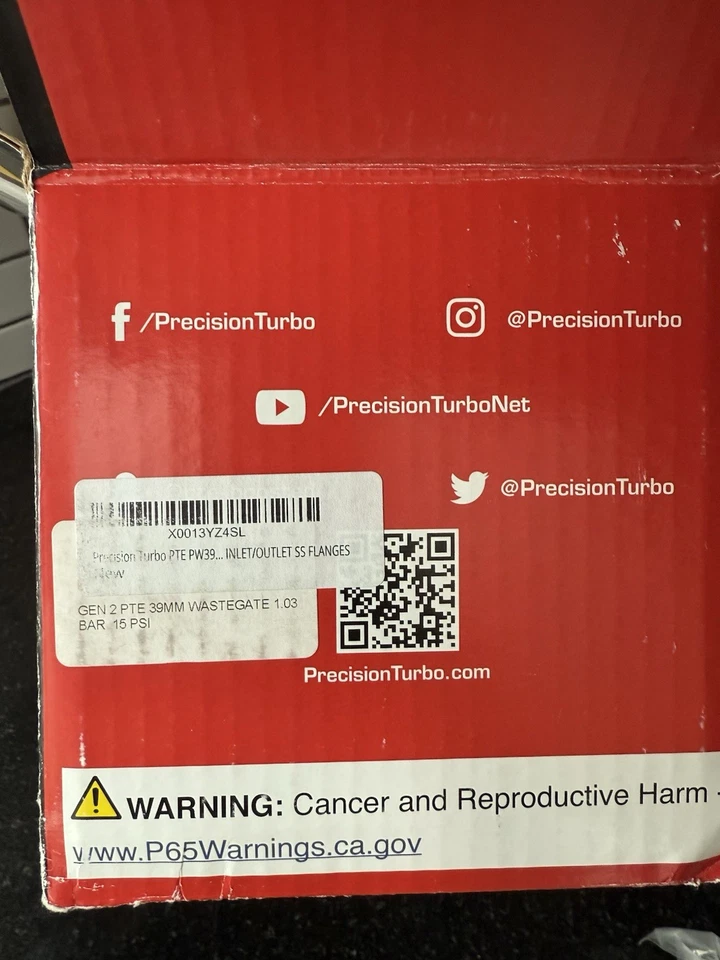 /PrecisionTurbo
@PrecisionTurbo
/PrecisionTurboNet
@PrecisionTurbo
X0013YZ4SL
Precision Turbo PTE PW39... INLET/OUTLET SS FLANGES
New
GEN 2 PTE 39MM WASTEGATE 1.03
BAR 15 PSI
PrecisionTurbo.com
WARNING: Cancer and Reproductive Harm -
www.P65Warnings.ca.gov